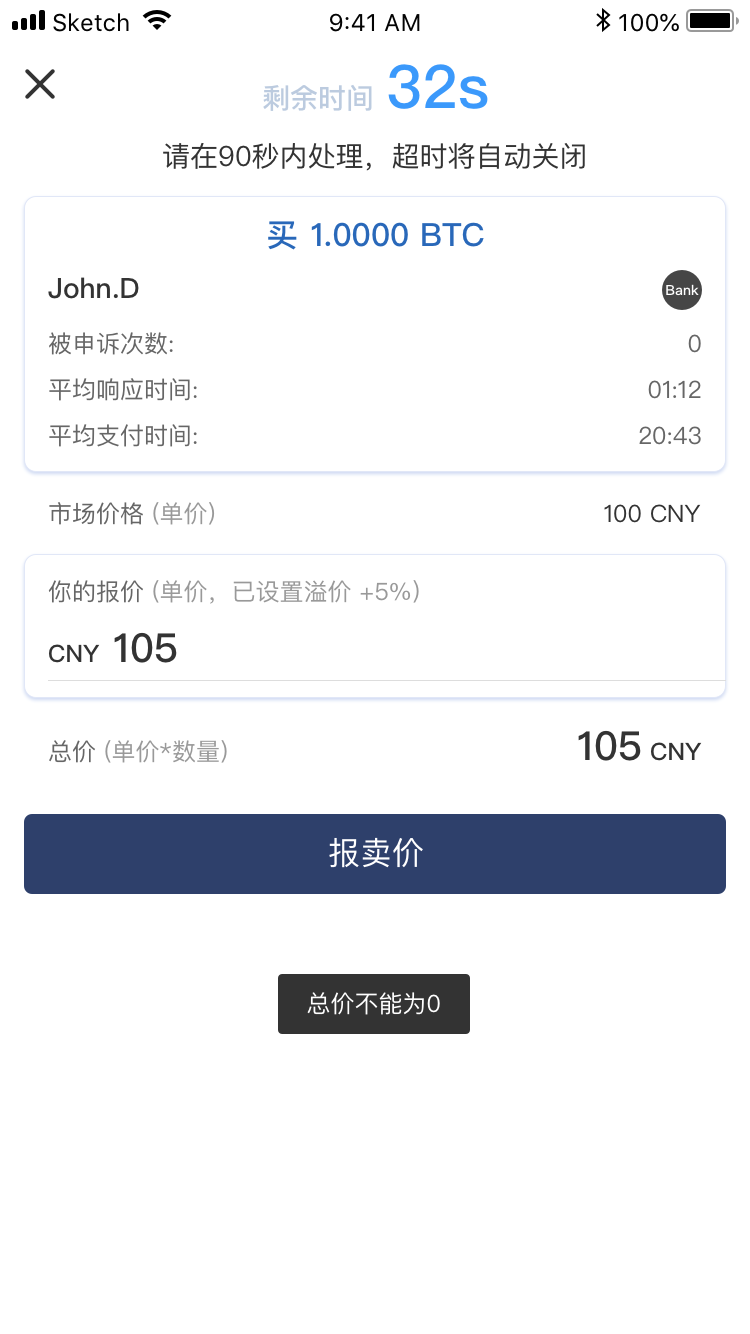 Sketch 9:41 AM 100%
剩余时间 32s
请在90秒内处理，超时将自动关闭
买 1.0000 BTC
John.D Bank
被申诉次数: 0
平均响应时间: 01:12
平均支付时间: 20:43
市场价格 (单价) 100 CNY
你的报价 (单价，已设置溢价 +5%)
CNY 105
总价 (单价*数量) 105 CNY
报卖价
总价不能为0